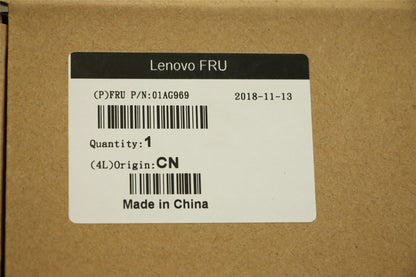 Lenovo FRU
(P)FRU P/N:01AG969 2018-11-13
Quantity:1
(4L)Origin:CN
Made in China